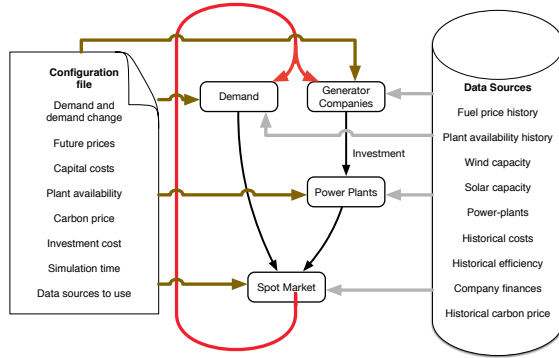 Configuration
file
Demand and
demand change
Future prices
Capital costs
Plant availability
Carbon price
Investment cost
Simulation time
Data sources to use
Demand
Generator
Companies
Investment
Power Plants
Spot Market
Data Sources
Fuel price history
Plant availability history
Wind capacity
Solar capacity
Power-plants
Historical costs
Historical efficiency
Company finances
Historical carbon price